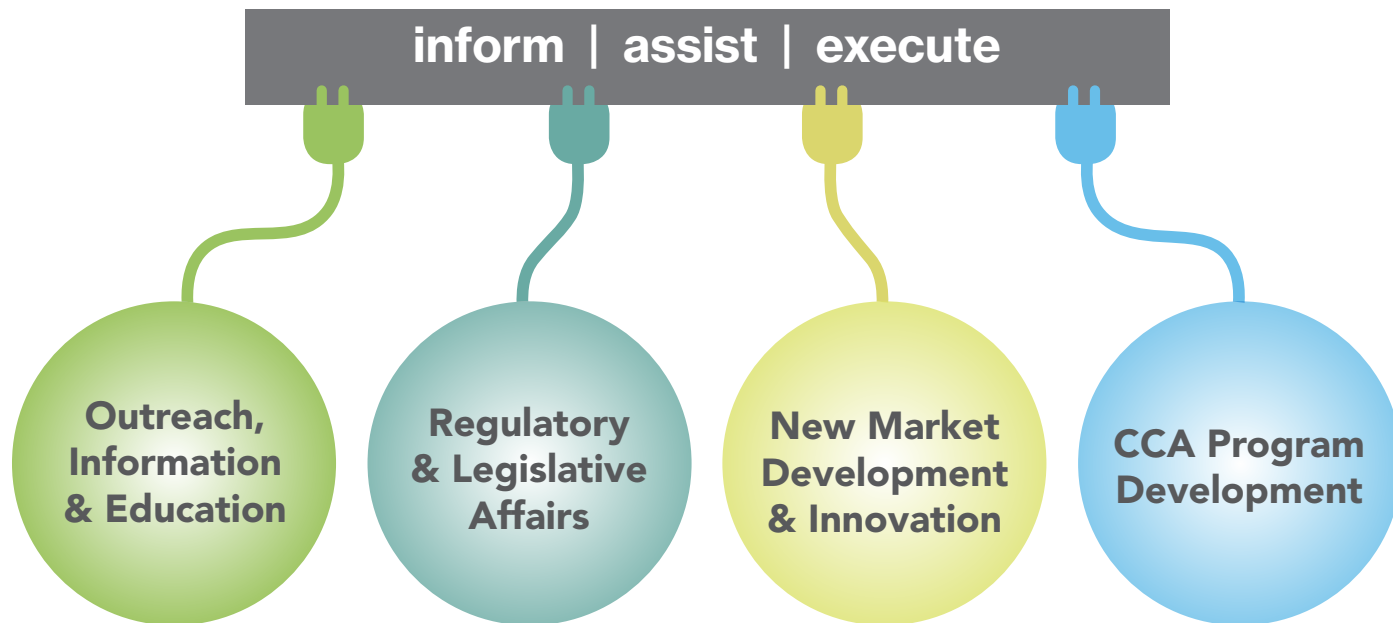 inform | assist | execute
Outreach,
Information
& Education
Regulatory
& Legislative
Affairs
New Market
Development
& Innovation
CCA Program
Development